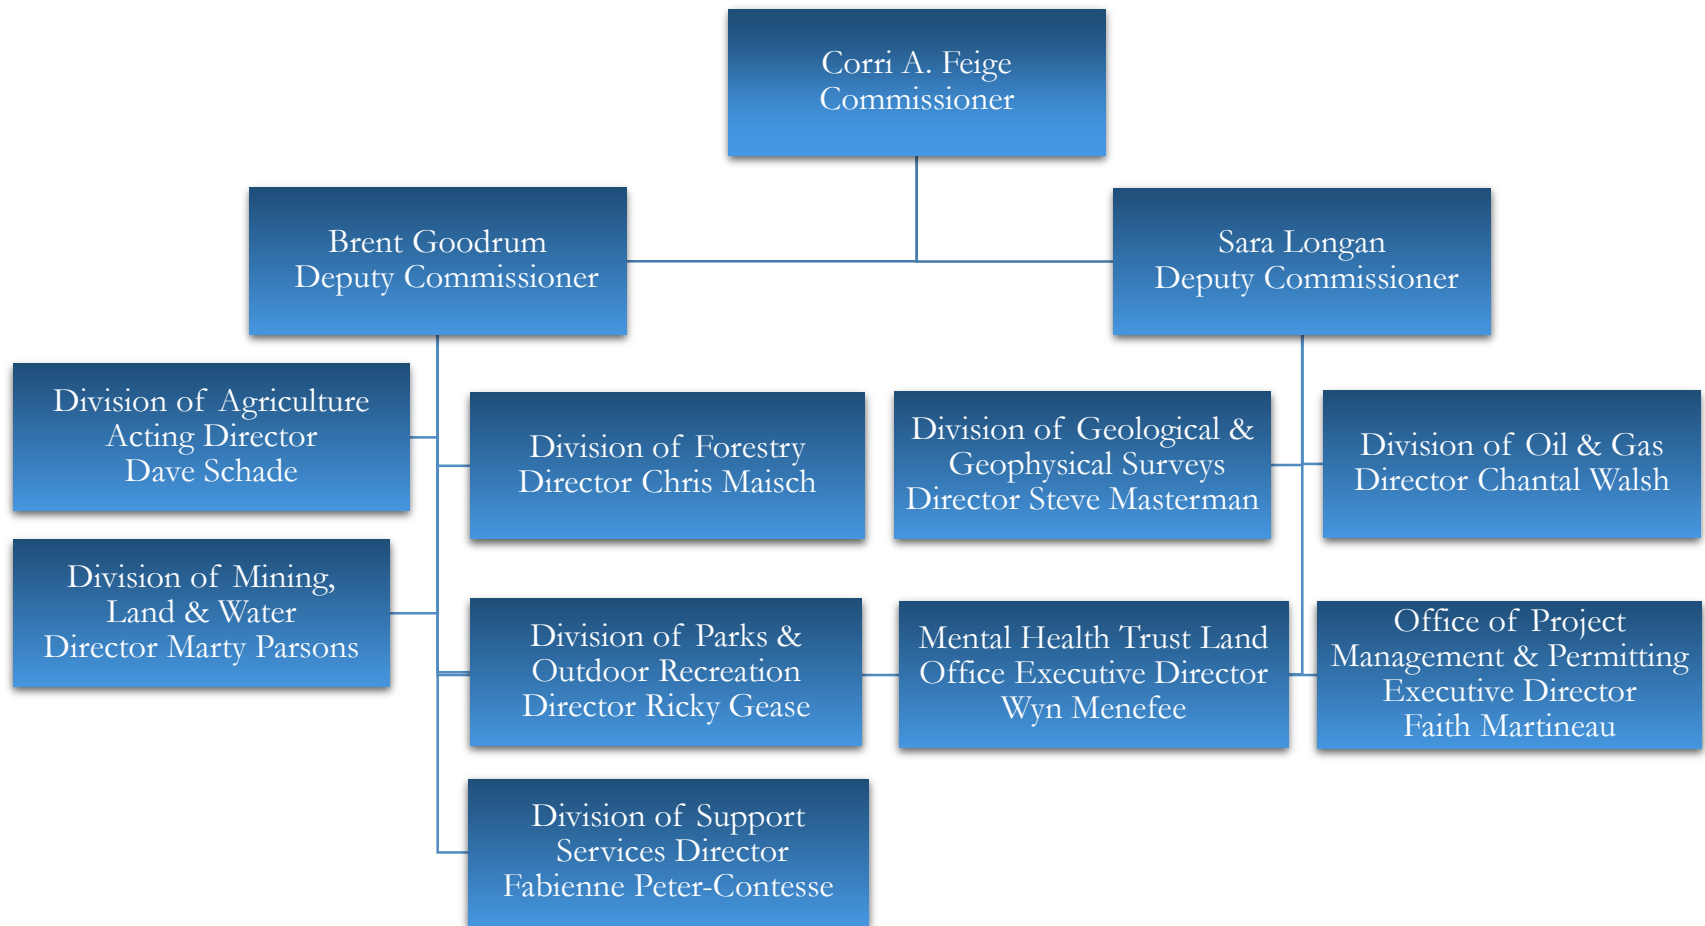 Corri A. Feige
Commissioner
Brent Goodrum
Deputy Commissioner
Sara Longan
Deputy Commissioner
Division of Agriculture
Acting Director
Dave Schade
Division of Forestry
Director Chris Maisch
Division of Geological &
Geophysical Surveys
Director Steve Masterman
Division of Oil & Gas
Director Chantal Walsh
Division of Mining,
Land & Water
Director Marty Parsons
Division of Parks &
Outdoor Recreation
Director Ricky Gease
Mental Health Trust Land
Office Executive Director
Wyn Menefee
Office of Project
Management & Permitting
Executive Director
Faith Martineau
Division of Support
Services Director
Fabienne Peter-Contesse